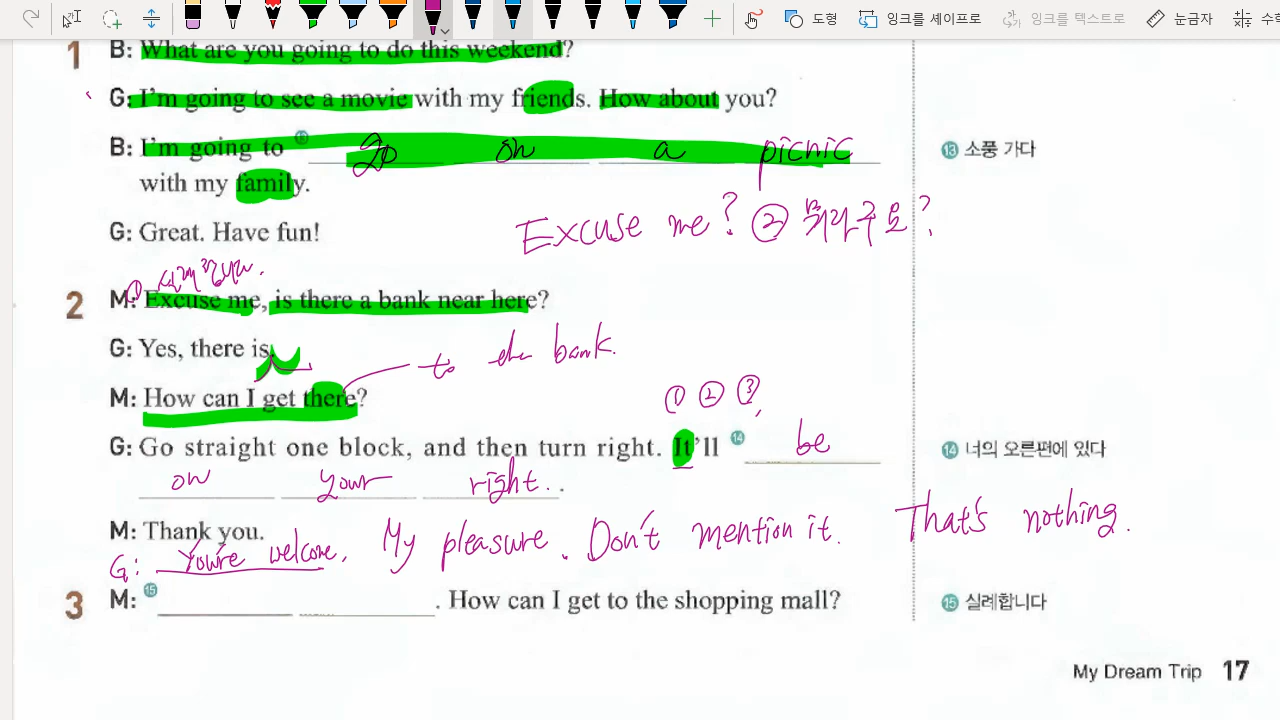 도형 잉크를 셰이프로 잉크를 텍스트로 눈금자
1 B: What are you going to do this weekend?
G: I'm going to see a movie with my friends. How about you?
B: I'm going to ⑬ go on a picnic
⑬ 소풍 가다
with my family.
G: Great. Have fun!
Excuse me? ② 뭐라구요?
①
2 M: Excuse me, is there a bank near here?
G: Yes, there is.
to the bank.
M: How can I get there?
① ② ③
G: Go straight one block, and then turn right. It'll ⑭ be
⑭ 너의 오른편에 있다
on your right.
M: Thank you.
G: You're welcome. My pleasure. Don't mention it. That's nothing.
3 M: ⑮ . How can I get to the shopping mall?
⑮ 실례합니다
My Dream Trip 17